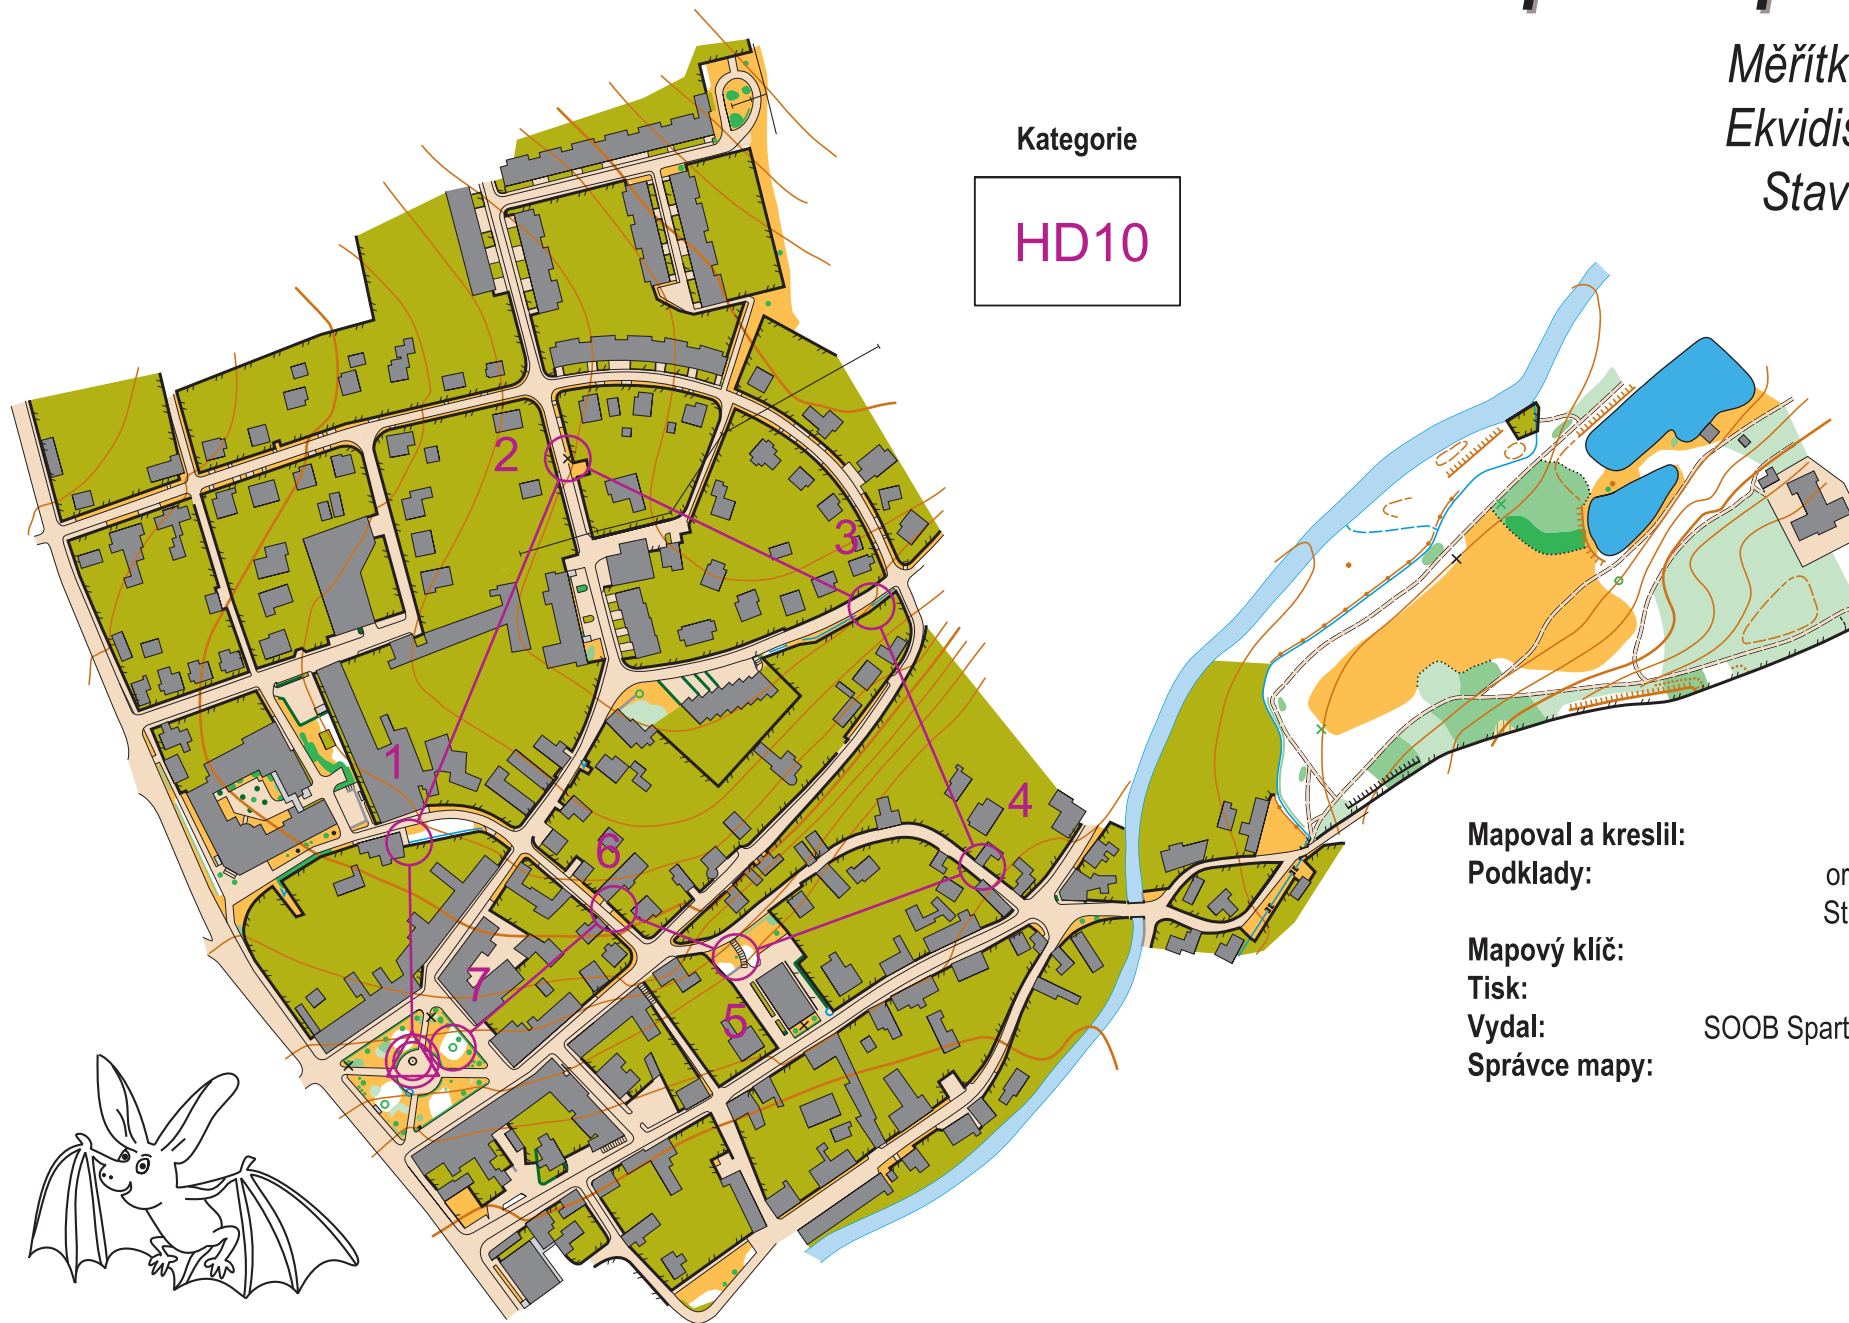 Měřítk
Ekvidis
Stav
Kategorie
HD10
2
3
1
4
6
7
5
Mapoval a kreslil:
Podklady: or
St
Mapový klíč:
Tisk:
Vydal: SOOB Spart
Správce mapy: